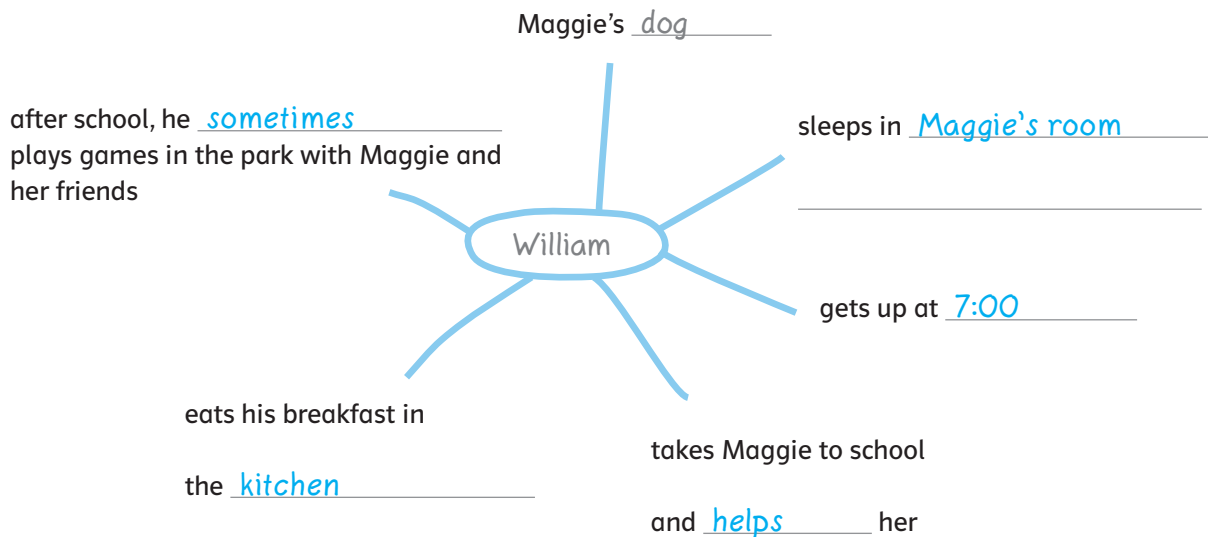 Maggie's dog
after school, he sometimes
plays games in the park with Maggie and
her friends
sleeps in Maggie's room
William
gets up at 7:00
eats his breakfast in
the kitchen
takes Maggie to school
and helps her